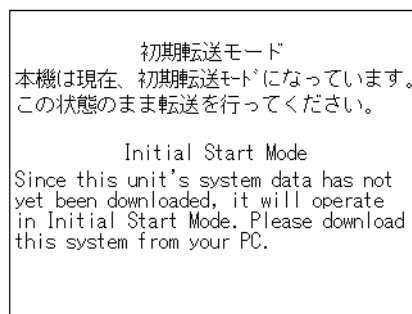 初期転送モード
本機は現在、初期転送ﾓｰﾄﾞになっています。
この状態のまま転送を行ってください。
Initial Start Mode
Since this unit's system data has not
yet been downloaded, it will operate
in Initial Start Mode. Please download
this system from your PC.